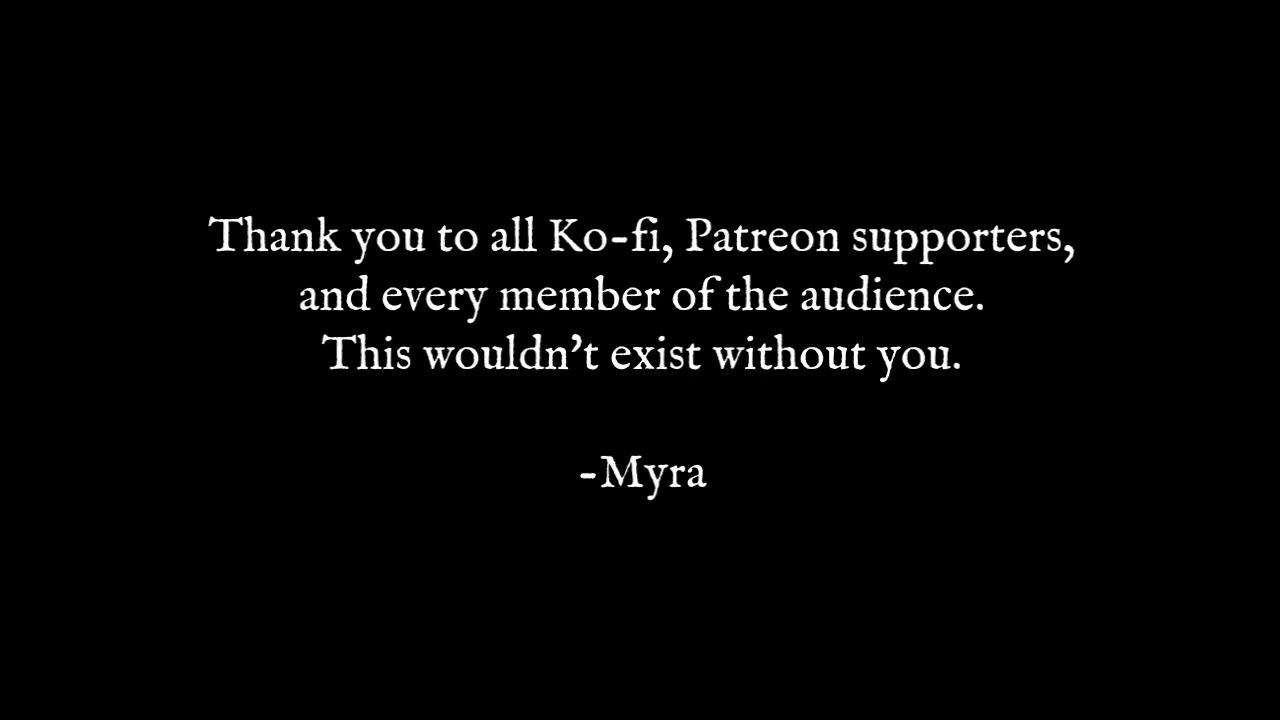 Thank you to all Ko-fi, Patreon supporters,
and every member of the audience.
This wouldn’t exist without you.
-Myra